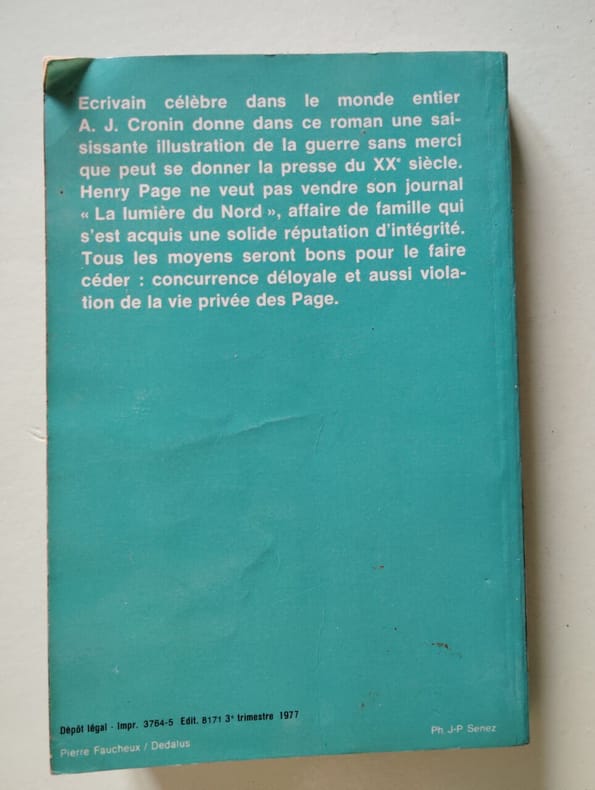 Ecrivain célèbre dans le monde entier
A. J. Cronin donne dans ce roman une sai-
sissante illustration de la guerre sans merci
que peut se donner la presse du XXe siècle.
Henry Page ne veut pas vendre son journal
« La lumière du Nord », affaire de famille qui
s'est acquis une solide réputation d'intégrité.
Tous les moyens seront bons pour le faire
céder : concurrence déloyale et aussi viola-
tion de la vie privée des Page.
Dépôt légal - Impr. 3764-5 Edit. 8171 3e trimestre 1977
Pierre Faucheux / Dedalus
Ph. J-P. Senez